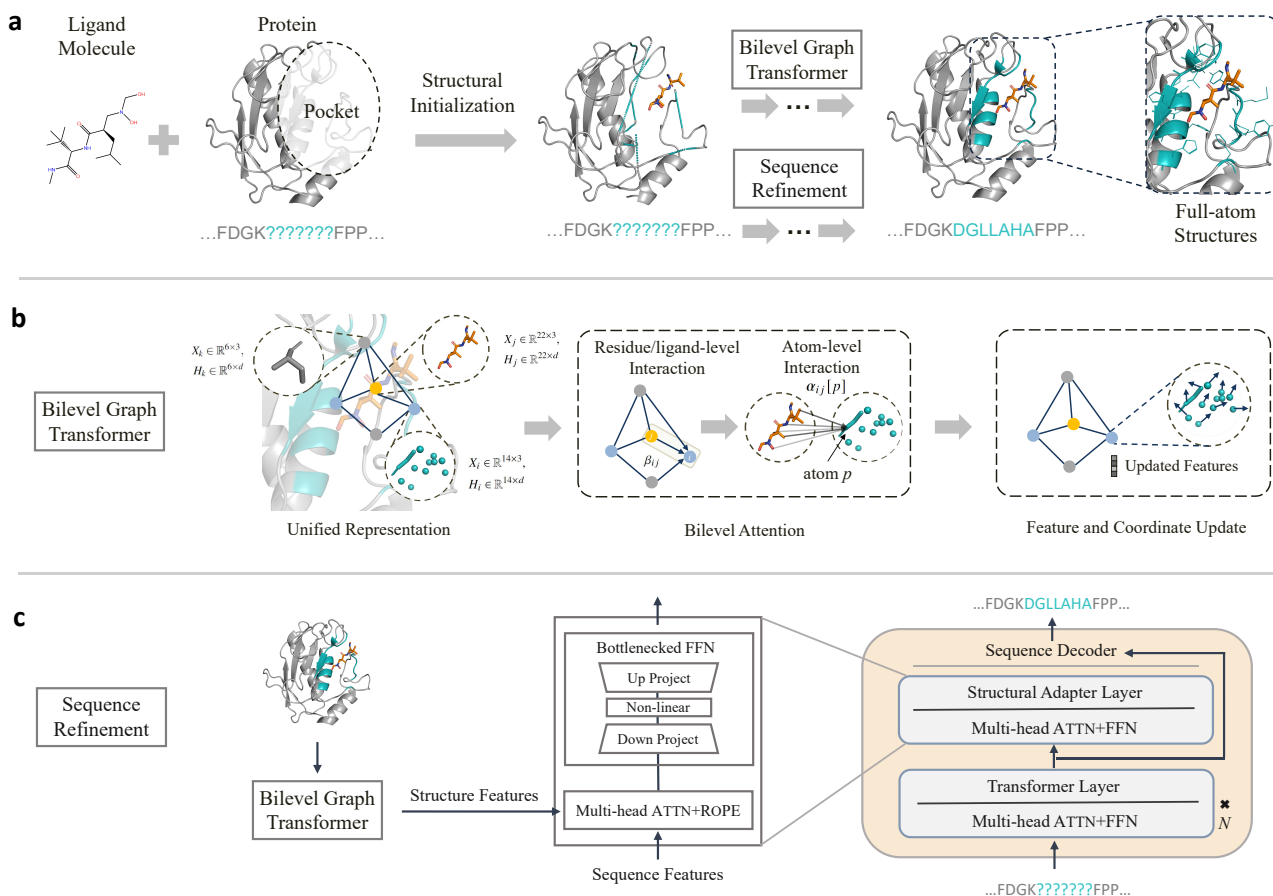 a
Ligand
Molecule
Protein
Pocket
Structural
Initialization
Bilevel Graph
Transformer
...
Sequence
Refinement
...
…FDGK???????FPP…
…FDGK???????FPP…
…FDGKDGLLAHAFPP…
Full-atom
Structures
b
Bilevel Graph
Transformer
X_k ∈ ℝ^{6×3},
H_k ∈ ℝ^{6×d}
X_j ∈ ℝ^{22×3},
H_j ∈ ℝ^{22×d}
X_i ∈ ℝ^{14×3},
H_i ∈ ℝ^{14×d}
Unified Representation
Residue/ligand-level
Interaction
β_{ij}
Atom-level
Interaction
α_{ij}[p]
atom p
Bilevel Attention
Updated Features
Feature and Coordinate Update
c
Sequence
Refinement
Bilevel Graph
Transformer
Structure Features
Bottlenecked FFN
Up Project
Non-linear
Down Project
Multi-head ATTN+ROPE
Sequence Features
…FDGKDGLLAHAFPP…
Sequence Decoder
Structural Adapter Layer
Multi-head ATTN+FFN
Transformer Layer
Multi-head ATTN+FFN
× N
…FDGK???????FPP…